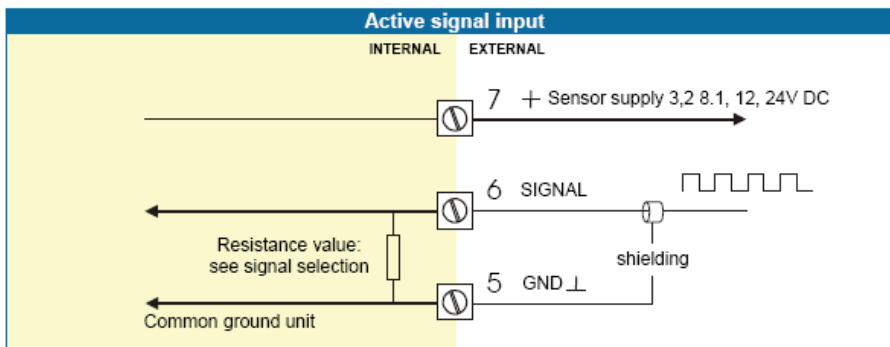 Active signal input
INTERNAL EXTERNAL
7 + Sensor supply 3,2 8.1, 12, 24V DC
6 SIGNAL
Resistance value:
see signal selection
shielding
5 GND ⊥
Common ground unit